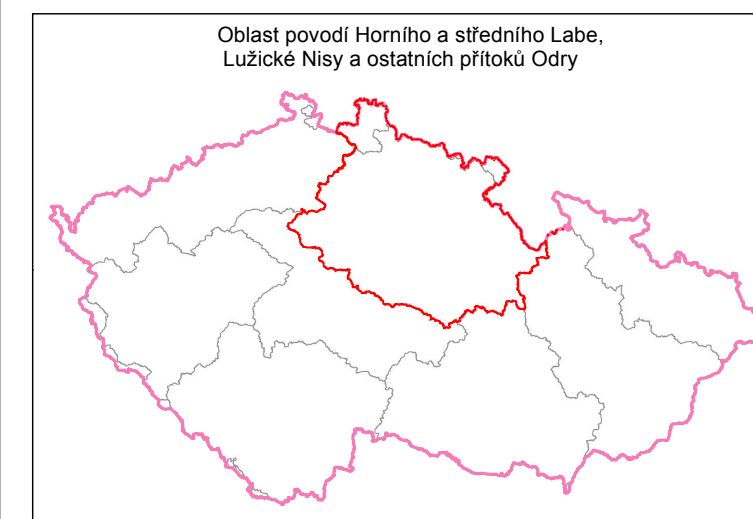 Oblast povodí Horního a středního Labe,
Lužické Nisy a ostatních přítoků Odry